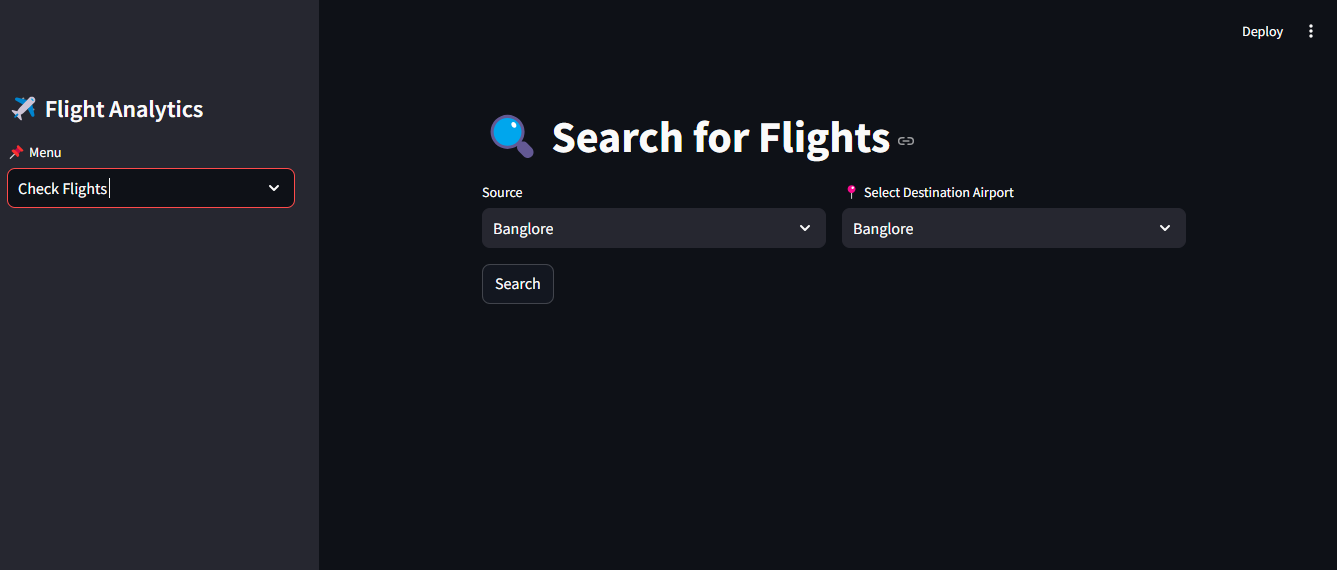 Deploy
Flight Analytics
Menu
Check Flights
Search for Flights
Source
Select Destination Airport
Banglore
Banglore
Search